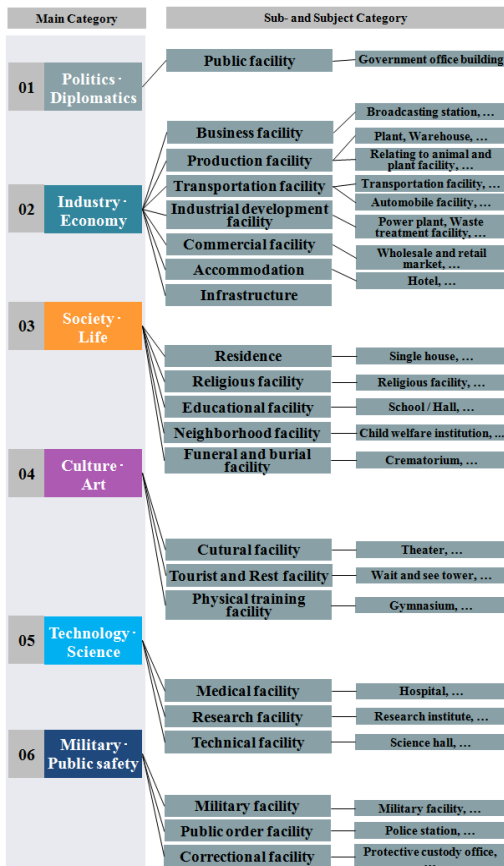 Main Category
Sub- and Subject Category
01
Politics ·
Diplomatics
Public facility
Government office building
02
Industry ·
Economy
Business facility
Broadcasting station, …
Production facility
Plant, Warehouse, …
Relating to animal and
plant facility, …
Transportation facility
Transportation facility, …
Automobile facility, …
Industrial development
facility
Power plant, Waste
treatment facility, …
Commercial facility
Wholesale and retail
market, …
Accommodation
Hotel, …
Infrastructure
03
Society ·
Life
Residence
Single house, …
Religious facility
Religious facility, …
Educational facility
School / Hall, …
Neighborhood facility
Child welfare institution, ...
Funeral and burial
facility
Crematorium, …
04
Culture ·
Art
Cutural facility
Theater, …
Tourist and Rest facility
Wait and see tower, …
Physical training
facility
Gymnasium, …
05
Technology ·
Science
Medical facility
Hospital, …
Research facility
Research institute, …
Technical facility
Science hall, …
06
Military ·
Public safety
Military facility
Military facility, …
Public order facility
Police station, …
Correctional facility
Protective custody office,
…